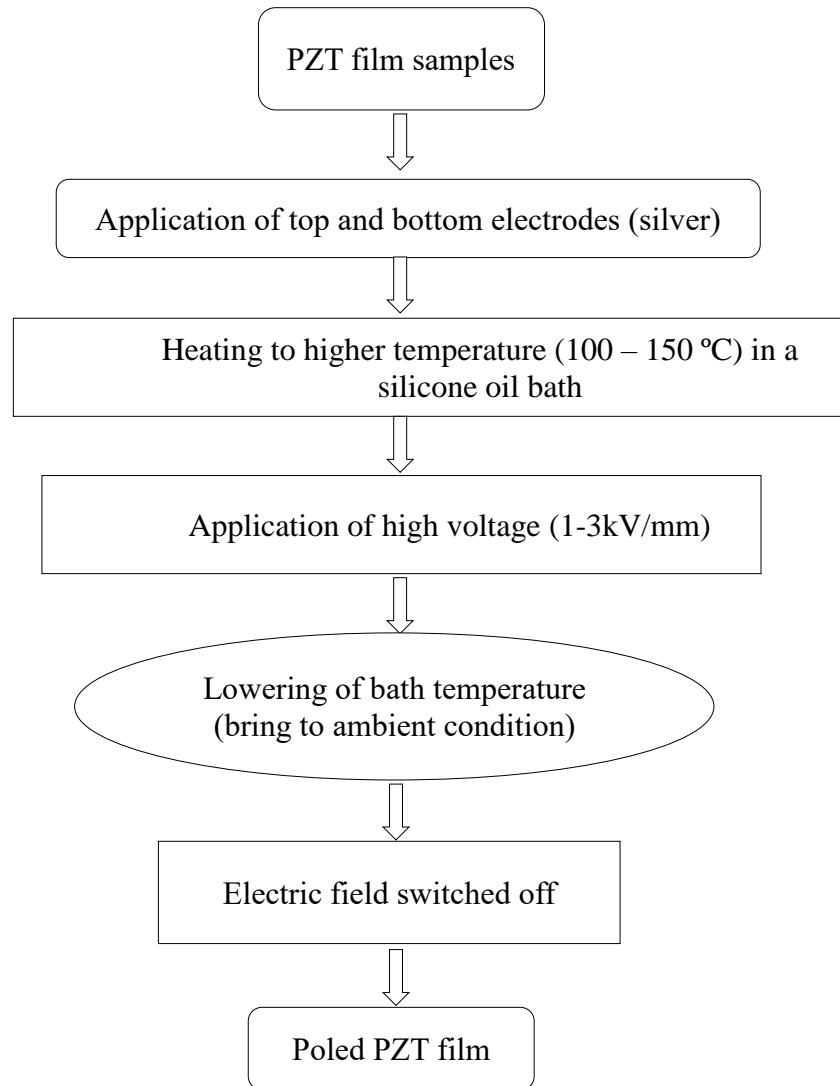 PZT film samples
Application of top and bottom electrodes (silver)
Heating to higher temperature (100 – 150 ºC) in a
silicone oil bath
Application of high voltage (1-3kV/mm)
Lowering of bath temperature
(bring to ambient condition)
Electric field switched off
Poled PZT film